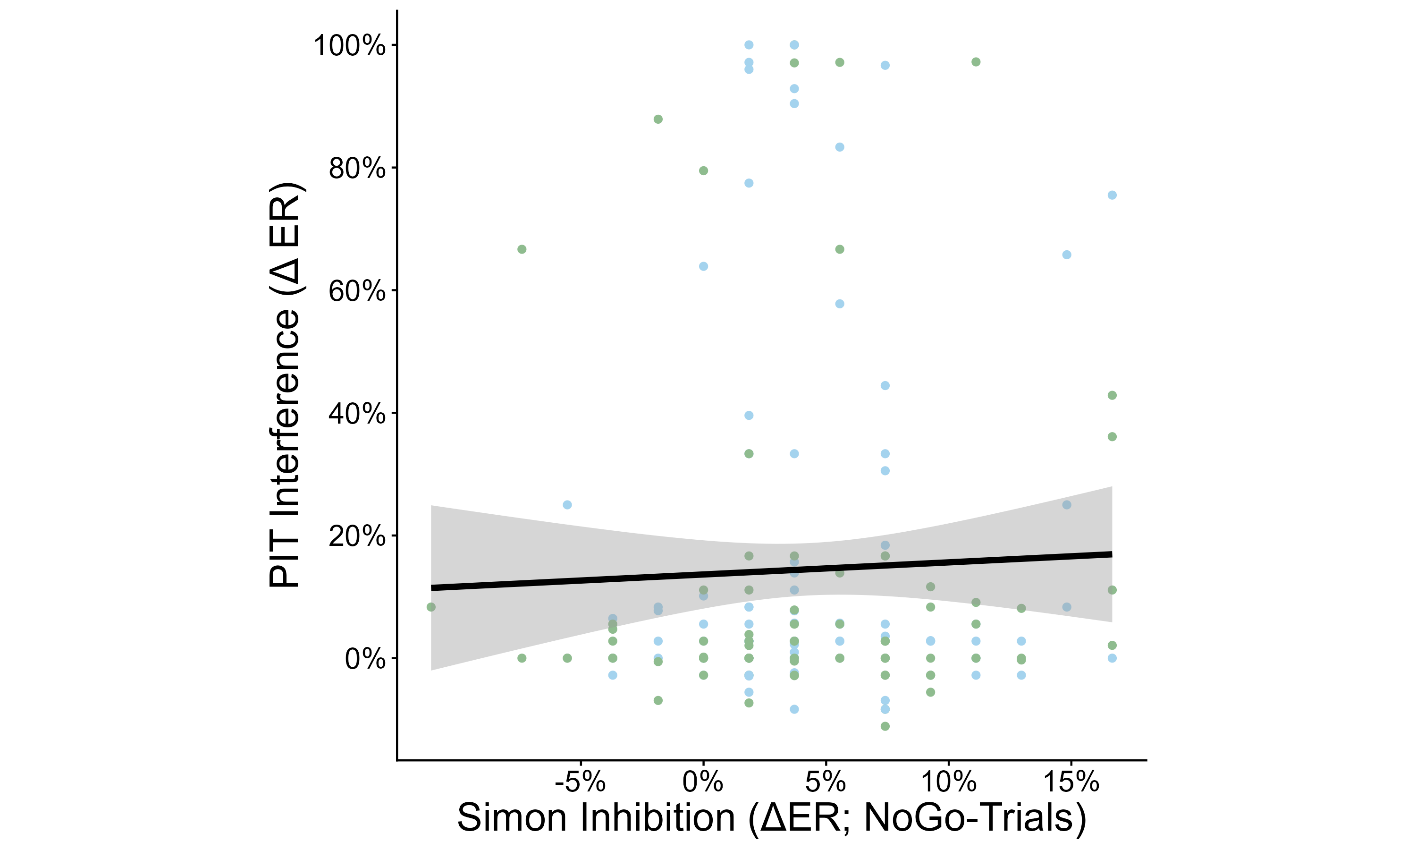 PIT Interference (Δ ER)
100%
80%
60%
40%
20%
0%
-5% 0% 5% 10% 15%
Simon Inhibition (ΔER; NoGo-Trials)